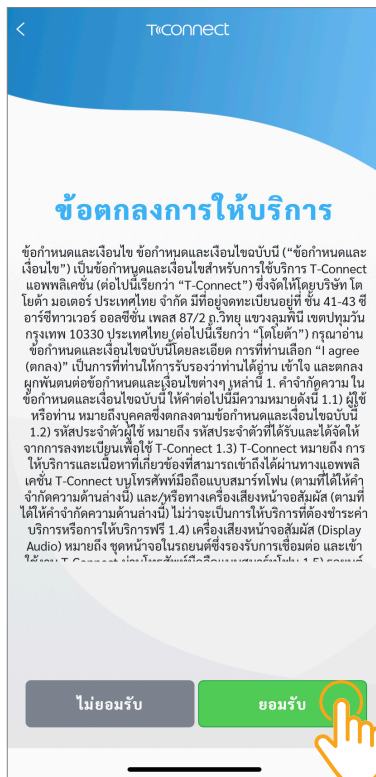 T-CONNECT
ข้อตกลงการให้บริการ
ข้อกำหนดและเงือนไข ข้อกำหนดและเงื่อนไขฉบับนี้ (“ข้อกำหนดและ
เงื่อนไข”) เป็นข้อกำหนดและเงื่อนไขสำหรับการใช้บริการ T-Connect
แอพพลิเคชั่น (ต่อไปนี้เรียกว่า “T-Connect”) ซึ่งจัดให้โดยบริษัท โต
โยต้า มอเตอร์ ประเทศไทย จำกัด มีที่อยู่จดทะเบียนอยู่ที่ ชั้น 41-43 ซี
อาร์ซีทาวเวอร์ ออลซีซั่น เพลส 87/2 ถ.วิทยุ แขวงลุมพินี เขตปทุมวัน
กรุงเทพ 10330 ประเทศไทย (ต่อไปนี้เรียกว่า “โตโยต้า”) กรุณาอ่าน
ข้อกำหนดและเงื่อนไขฉบับนี้โดยละเอียด การที่ท่านเลือก “I agree
(ตกลง)” เป็นการที่ท่านให้การรับรองว่าท่านได้อ่าน เข้าใจ และตกลง
ผูกพันตนต่อข้อกำหนดและเงื่อนไขต่างๆ เหล่านี้ 1. คำจำกัดความ ใน
ข้อกำหนดและเงื่อนไขฉบับนี้ ให้คำต่อไปนี้มีความหมายดังนี้ 1.1) ผู้ใช้
หรือท่าน หมายถึงบุคคลซึ่งตกลงตามข้อกำหนดและเงื่อนไขฉบับนี้
1.2) รหัสประจำตัวผู้ใช้ หมายถึง รหัสประจำตัวที่ได้รับและได้จัดให้
จากการลงทะเบียนเพื่อใช้ T-Connect 1.3) T-Connect หมายถึง การ
ให้บริการและเนื้อหาที่เกี่ยวข้องที่สามารถเข้าถึงได้ผ่านทางแอพพลิ
เคชั่น T-Connect บนโทรศัพท์มือถือแบบสมาร์ทโฟน (ตามที่ได้ให้คำ
จำกัดความด้านล่างนี้) และ/หรือทางเครื่องเสียงหน้าจอสัมผัส (ตามที่
ได้ให้คำจำกัดความด้านล่างนี้) ไม่ว่าจะเป็นการให้บริการที่ต้องชำระค่า
บริการหรือการให้บริการฟรี 1.4) เครื่องเสียงหน้าจอสัมผัส (Display
Audio) หมายถึง ชุดหน้าจอในรถยนต์ซึ่งรองรับการเชื่อมต่อ และเข้า
ใช้งาน T-Connect ผ่านโทรศัพท์มือถือแบบสมาร์ทโฟน 1.5) รถยนต์
ไม่ยอมรับ
ยอมรับ